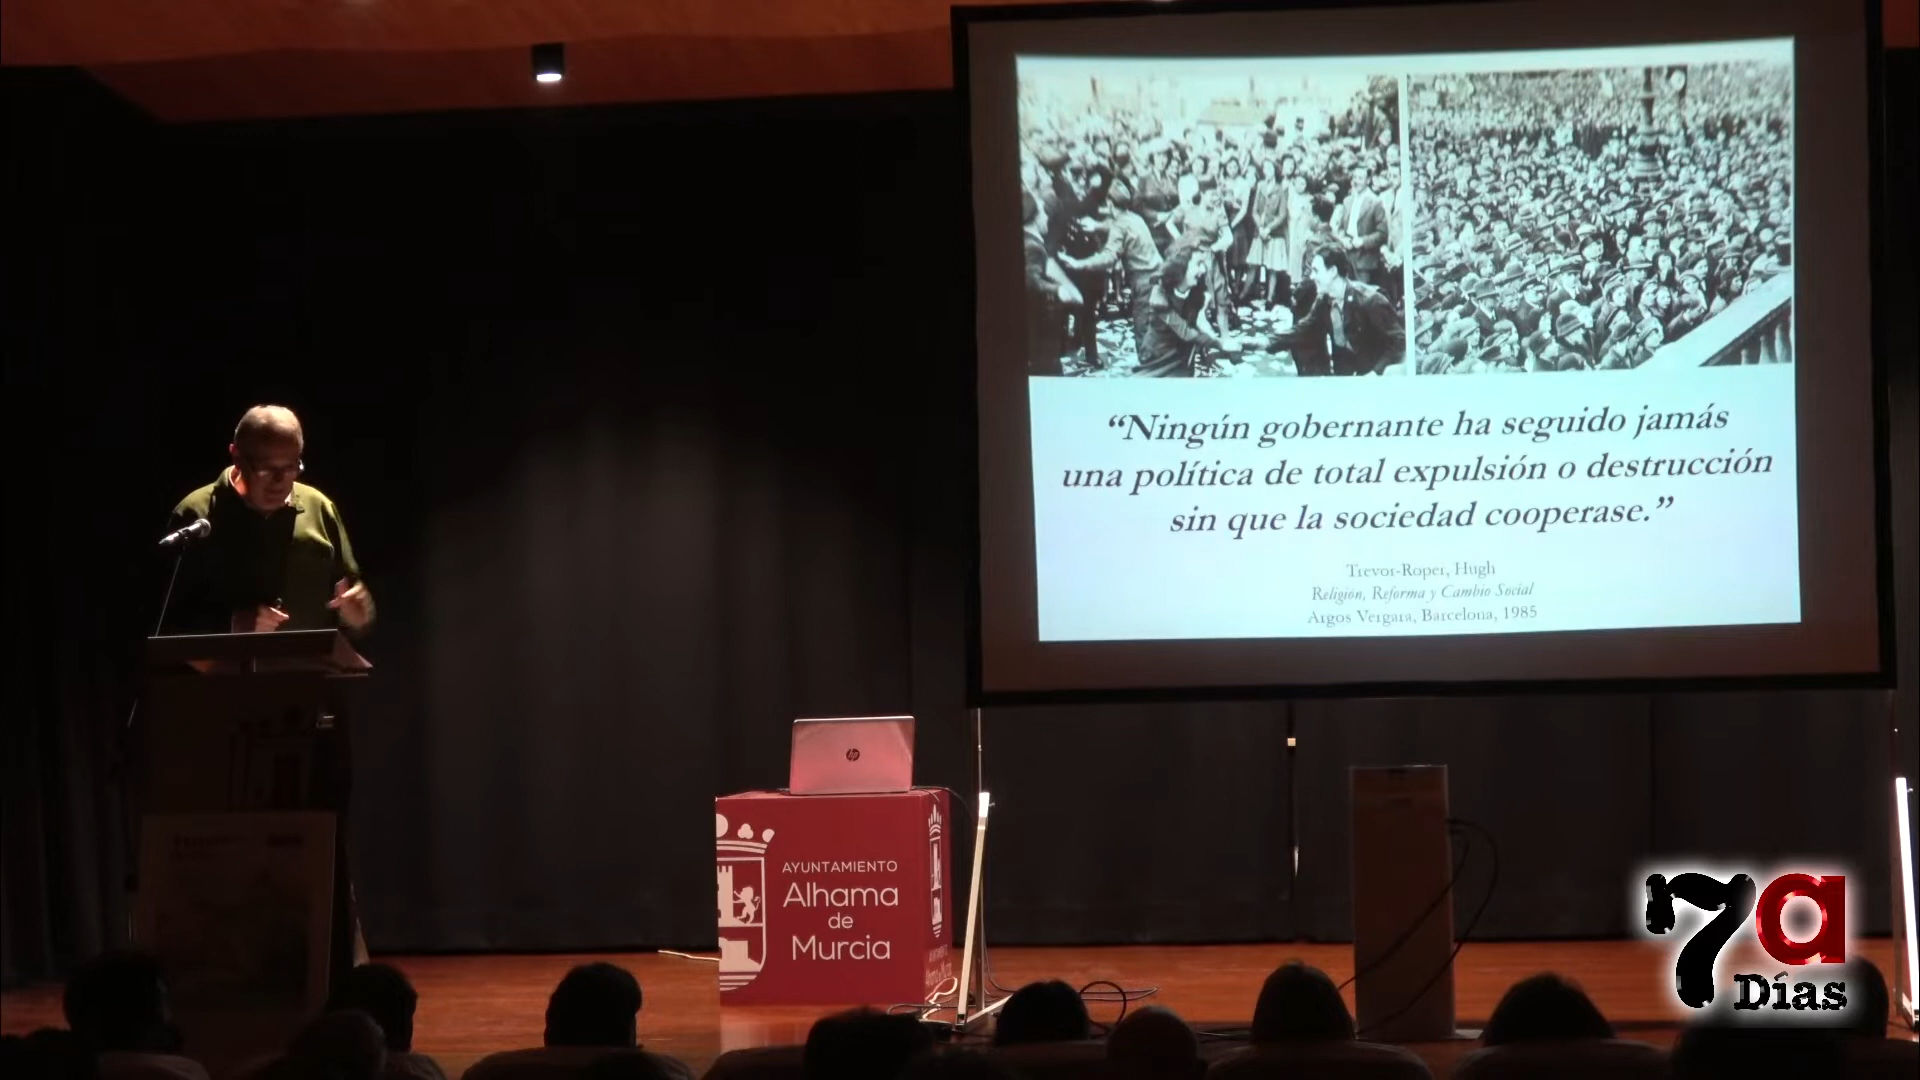 “Ningún gobernante ha seguido jamás
una política de total expulsión o destrucción
sin que la sociedad cooperase.”
Trevor-Roper, Hugh
Religión, Reforma y Cambio Social
Argos Vergara, Barcelona, 1985
hp
AYUNTAMIENTO
Alhama
de
Murcia
7a
Días